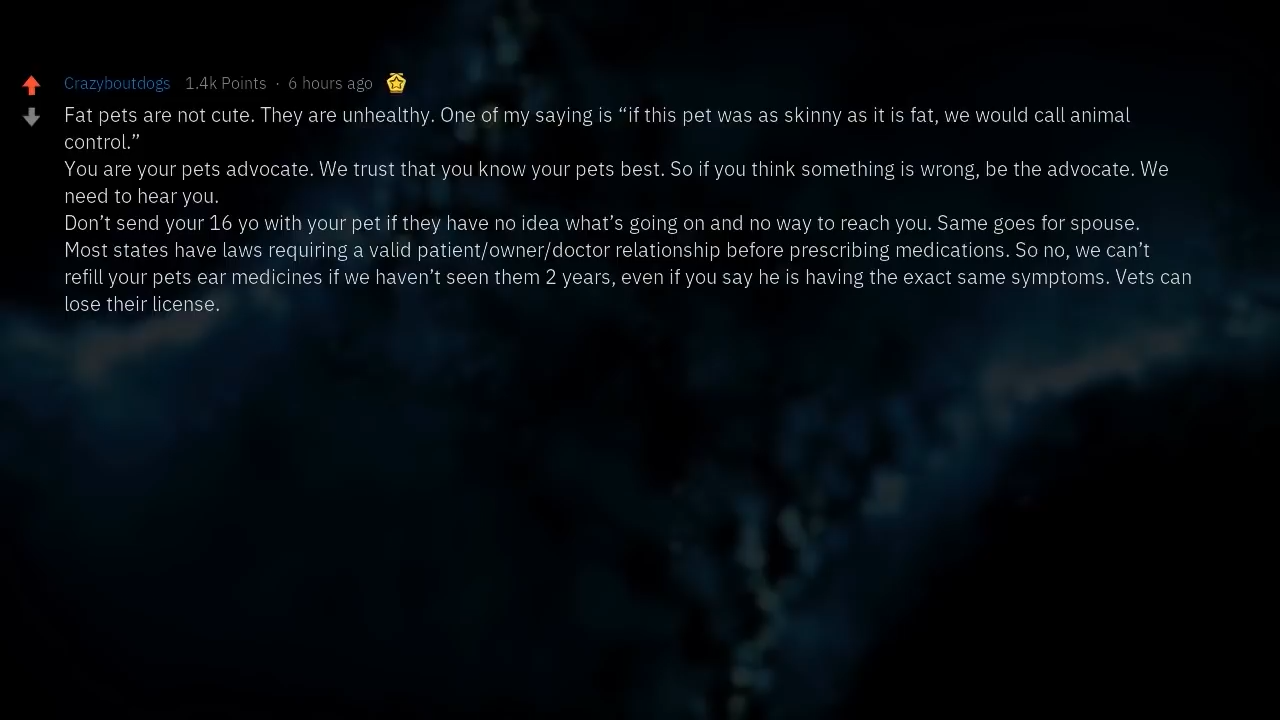 Crazyboutdogs 1.4k Points · 6 hours ago
Fat pets are not cute. They are unhealthy. One of my saying is “if this pet was as skinny as it is fat, we would call animal
control.”
You are your pets advocate. We trust that you know your pets best. So if you think something is wrong, be the advocate. We
need to hear you.
Don’t send your 16 yo with your pet if they have no idea what’s going on and no way to reach you. Same goes for spouse.
Most states have laws requiring a valid patient/owner/doctor relationship before prescribing medications. So no, we can’t
refill your pets ear medicines if we haven’t seen them 2 years, even if you say he is having the exact same symptoms. Vets can
lose their license.